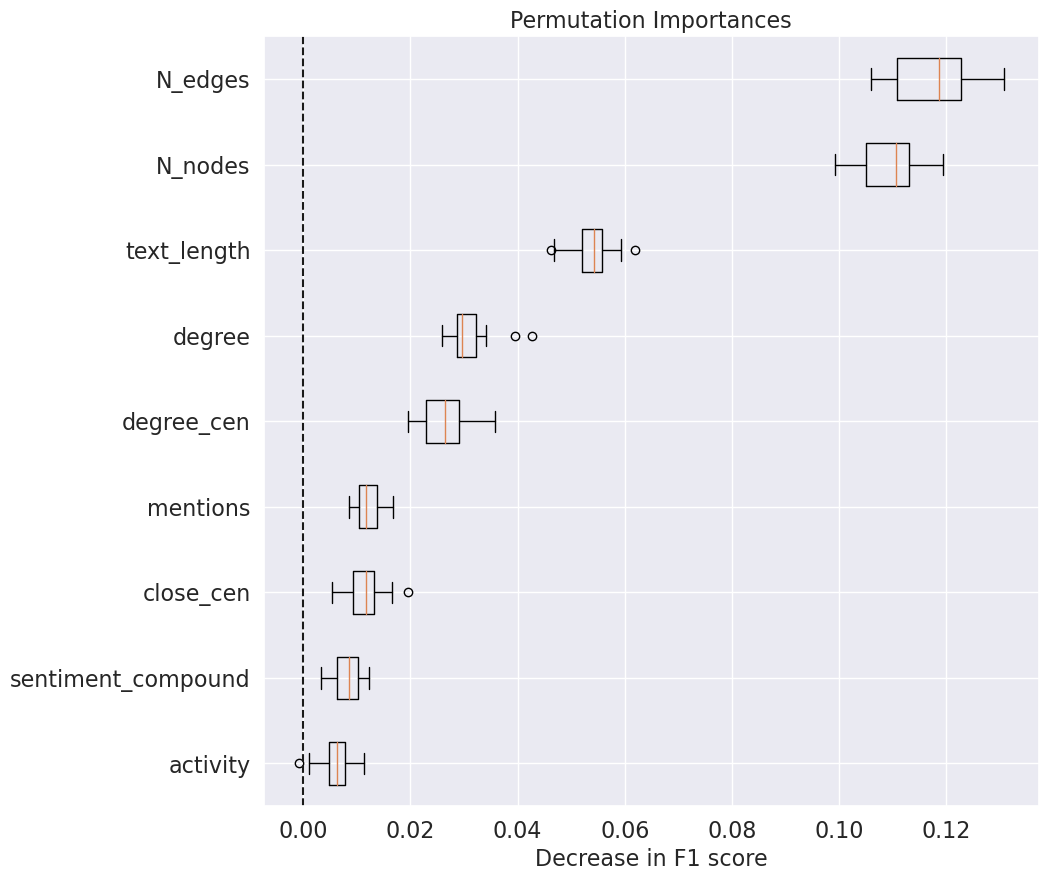 Permutation Importances
N_edges
N_nodes
text_length
degree
degree_cen
mentions
close_cen
sentiment_compound
activity
0.00 0.02 0.04 0.06 0.08 0.10 0.12
Decrease in F1 score